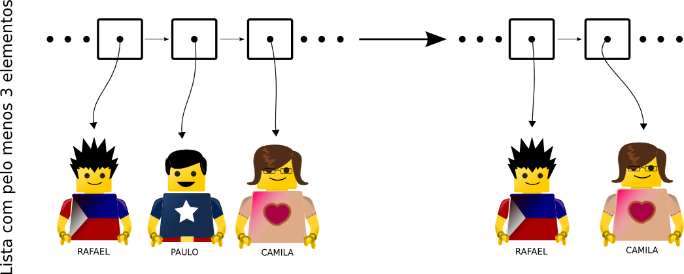 Lista com pelo menos 3 elementos
RAFAEL
PAULO
CAMILA
RAFAEL
CAMILA